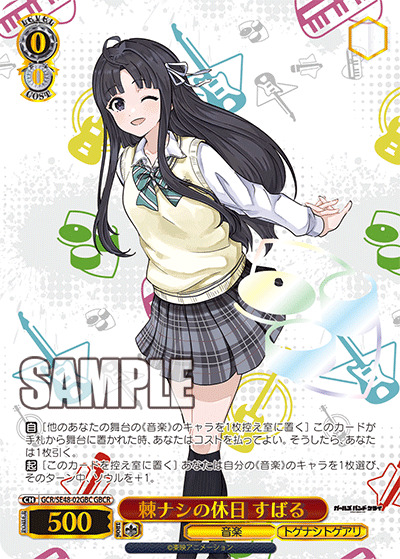 LEVEL
0
0
COST
SAMPLE
自 [他のあなたの舞台の《音楽》のキャラを1枚控え室に置く] このカードが
手札から舞台に置かれた時、あなたはコストを払ってよい。そうしたら、あなた
は1枚引く。
起 [このカードを控え室に置く] あなたは自分の《音楽》のキャラを1枚選び、
そのターン中、ソウルを+1。
CH GCR/SE48-02GBC GBCR
棘ナシの休日 すばる
ガールズバンドクライ
POWER
500
音楽
トゲナシトゲアリ
©東映アニメーション